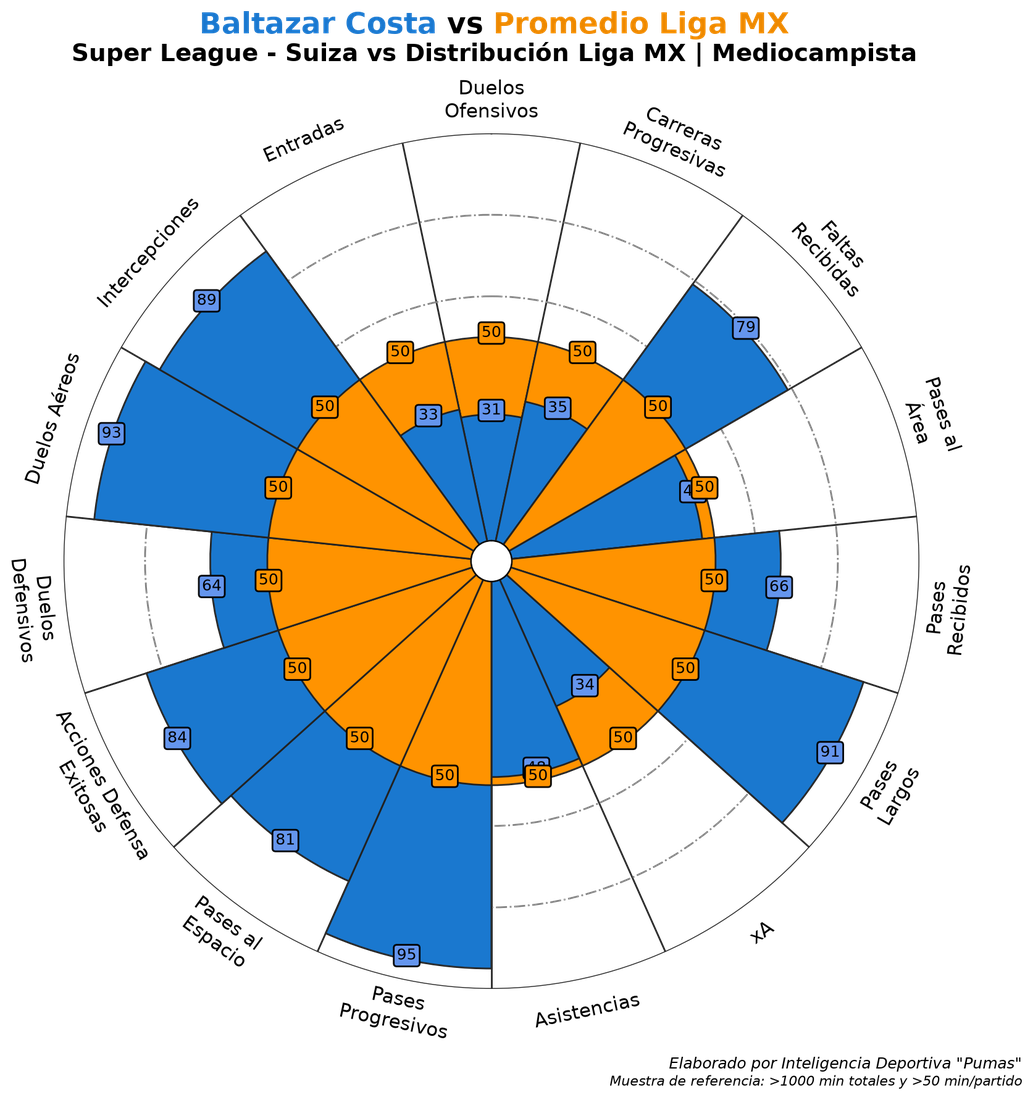 Baltazar Costa vs Promedio Liga MX
Super League - Suiza vs Distribución Liga MX | Mediocampista
Duelos
Ofensivos
Carreras
Progresivas
Faltas
Recibidas
Pases al
Área
Pases
Recibidos
Pases
Largos
xA
Asistencias
Pases
Progresivos
Pases al
Espacio
Acciones Defensa
Exitosas
Duelos
Defensivos
Duelos Aéreos
Intercepciones
Entradas
31
50
35
50
79
50
50
66
50
91
50
34
50
50
95
50
81
50
84
50
64
50
93
50
89
50
33
50
Elaborado por Inteligencia Deportiva "Pumas"
Muestra de referencia: >1000 min totales y >50 min/partido